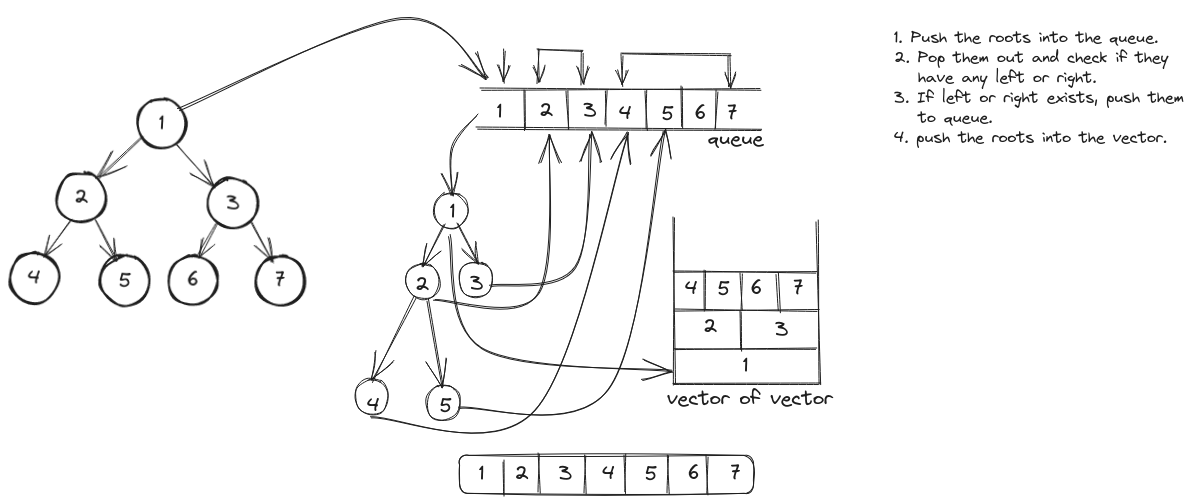 1
2 3
4 5 6 7
1 2 3 4 5 6 7
queue
1
2 3
4 5
4 5 6 7
2 3
1
vector of vector
1 2 3 4 5 6 7
1. Push the roots into the queue.
2. Pop them out and check if they
have any left or right.
3. If left or right exists, push them
to queue.
4. push the roots into the vector.